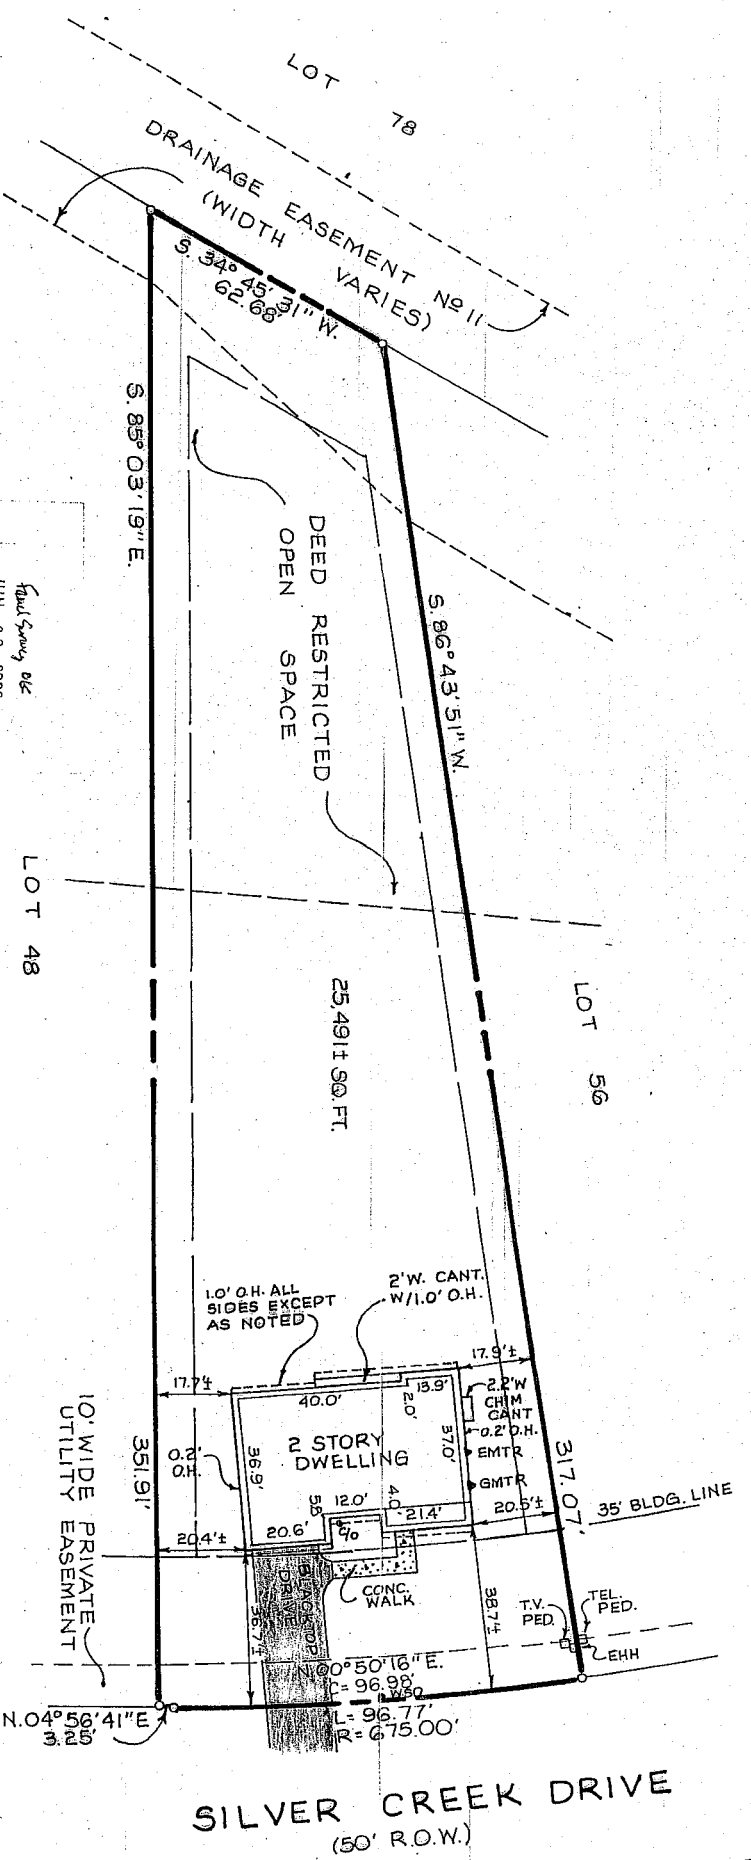 LOT 78
DRAINAGE EASEMENT Nº 11
(WIDTH VARIES)
S. 34° 45' 31" W.
62.68'
S. 85° 03' 19" E.
DEED RESTRICTED
OPEN SPACE
S. 86° 43' 51" W.
LOT 48
LOT 56
25,491± SQ. FT.
1.0' O.H. ALL
SIDES EXCEPT
AS NOTED
2' W. CANT.
W/1.0' O.H.
17.7'±
17.9'±
40.0'
2.0'
13.9'
2.2'W
CHIM
CANT
0.2' O.H.
2 STORY
DWELLING
37.0'
36.9'
0.2'
O.H.
EMTR
GMTR
351.91'
317.07'
10' WIDE PRIVATE
UTILITY EASEMENT
12.0'
4.0'
5.8'
20.6'
21.4'
C/O
20.4'±
20.5'±
35' BLDG. LINE
CONC.
WALK
BLACKTOP
DRIVE
36.7'±
38.7'±
T.V.
PED.
TEL.
PED.
EHH
N. 00° 50' 16" E.
C= 96.98'
WSO
L= 96.77'
R= 675.00'
N. 04° 56' 41" E
3.25'
SILVER CREEK DRIVE
(50' R.O.W.)